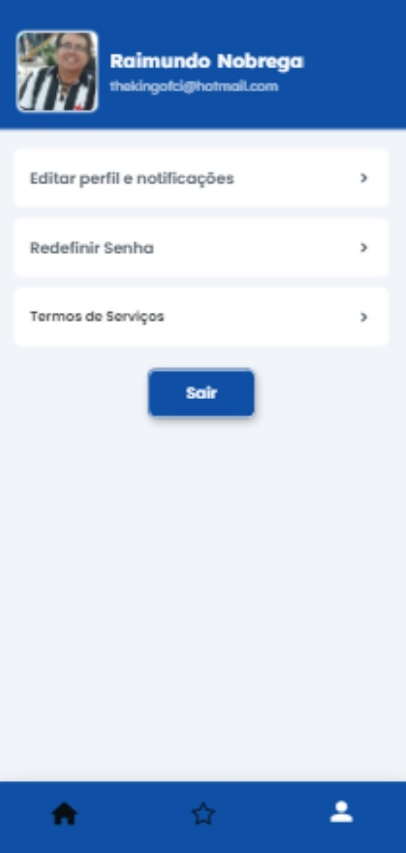 Raimundo Nobrega
thekingofci@hotmail.com
Editar perfil e notificações
Redefinir Senha
Termos de Serviços
Sair